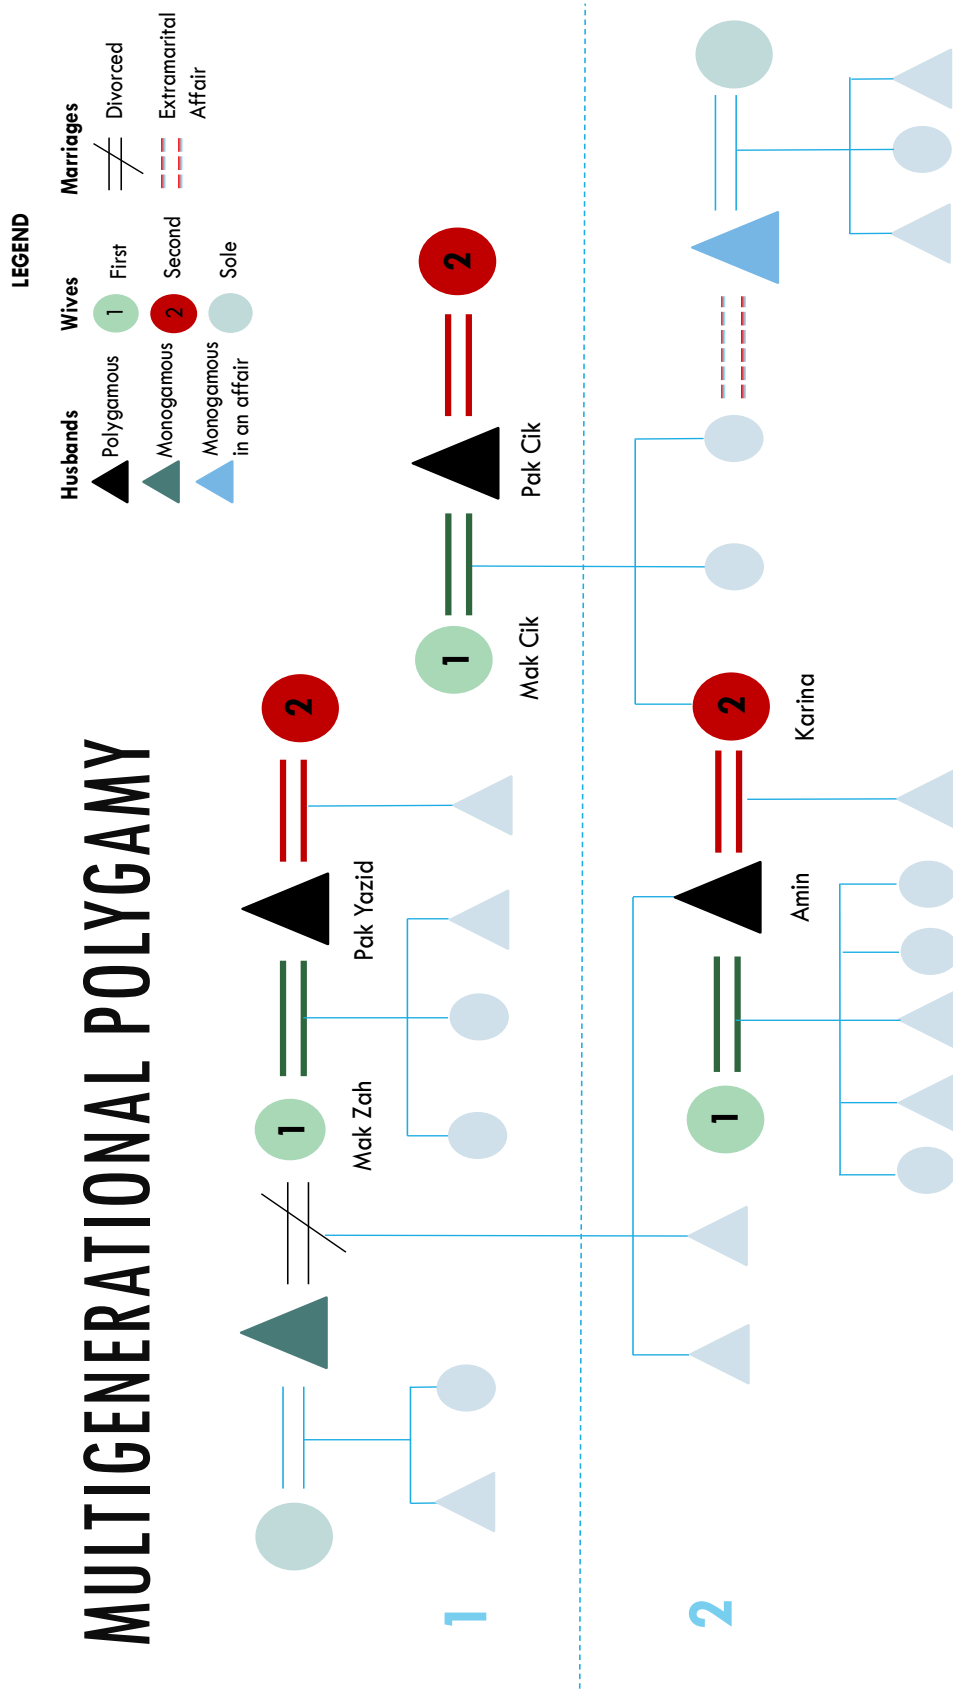 MULTIGENERATIONAL POLYGAMY
LEGEND
Husbands
Polygamous
Monogamous
Monogamous
in an affair
Wives
1 First
2 Second
Sole
Marriages
Divorced
Extramarital
Affair
1
1
2
Mak Zah
Pak Yazid
1
2
Mak Cik
Pak Cik
2
1
2
Amin
Karina